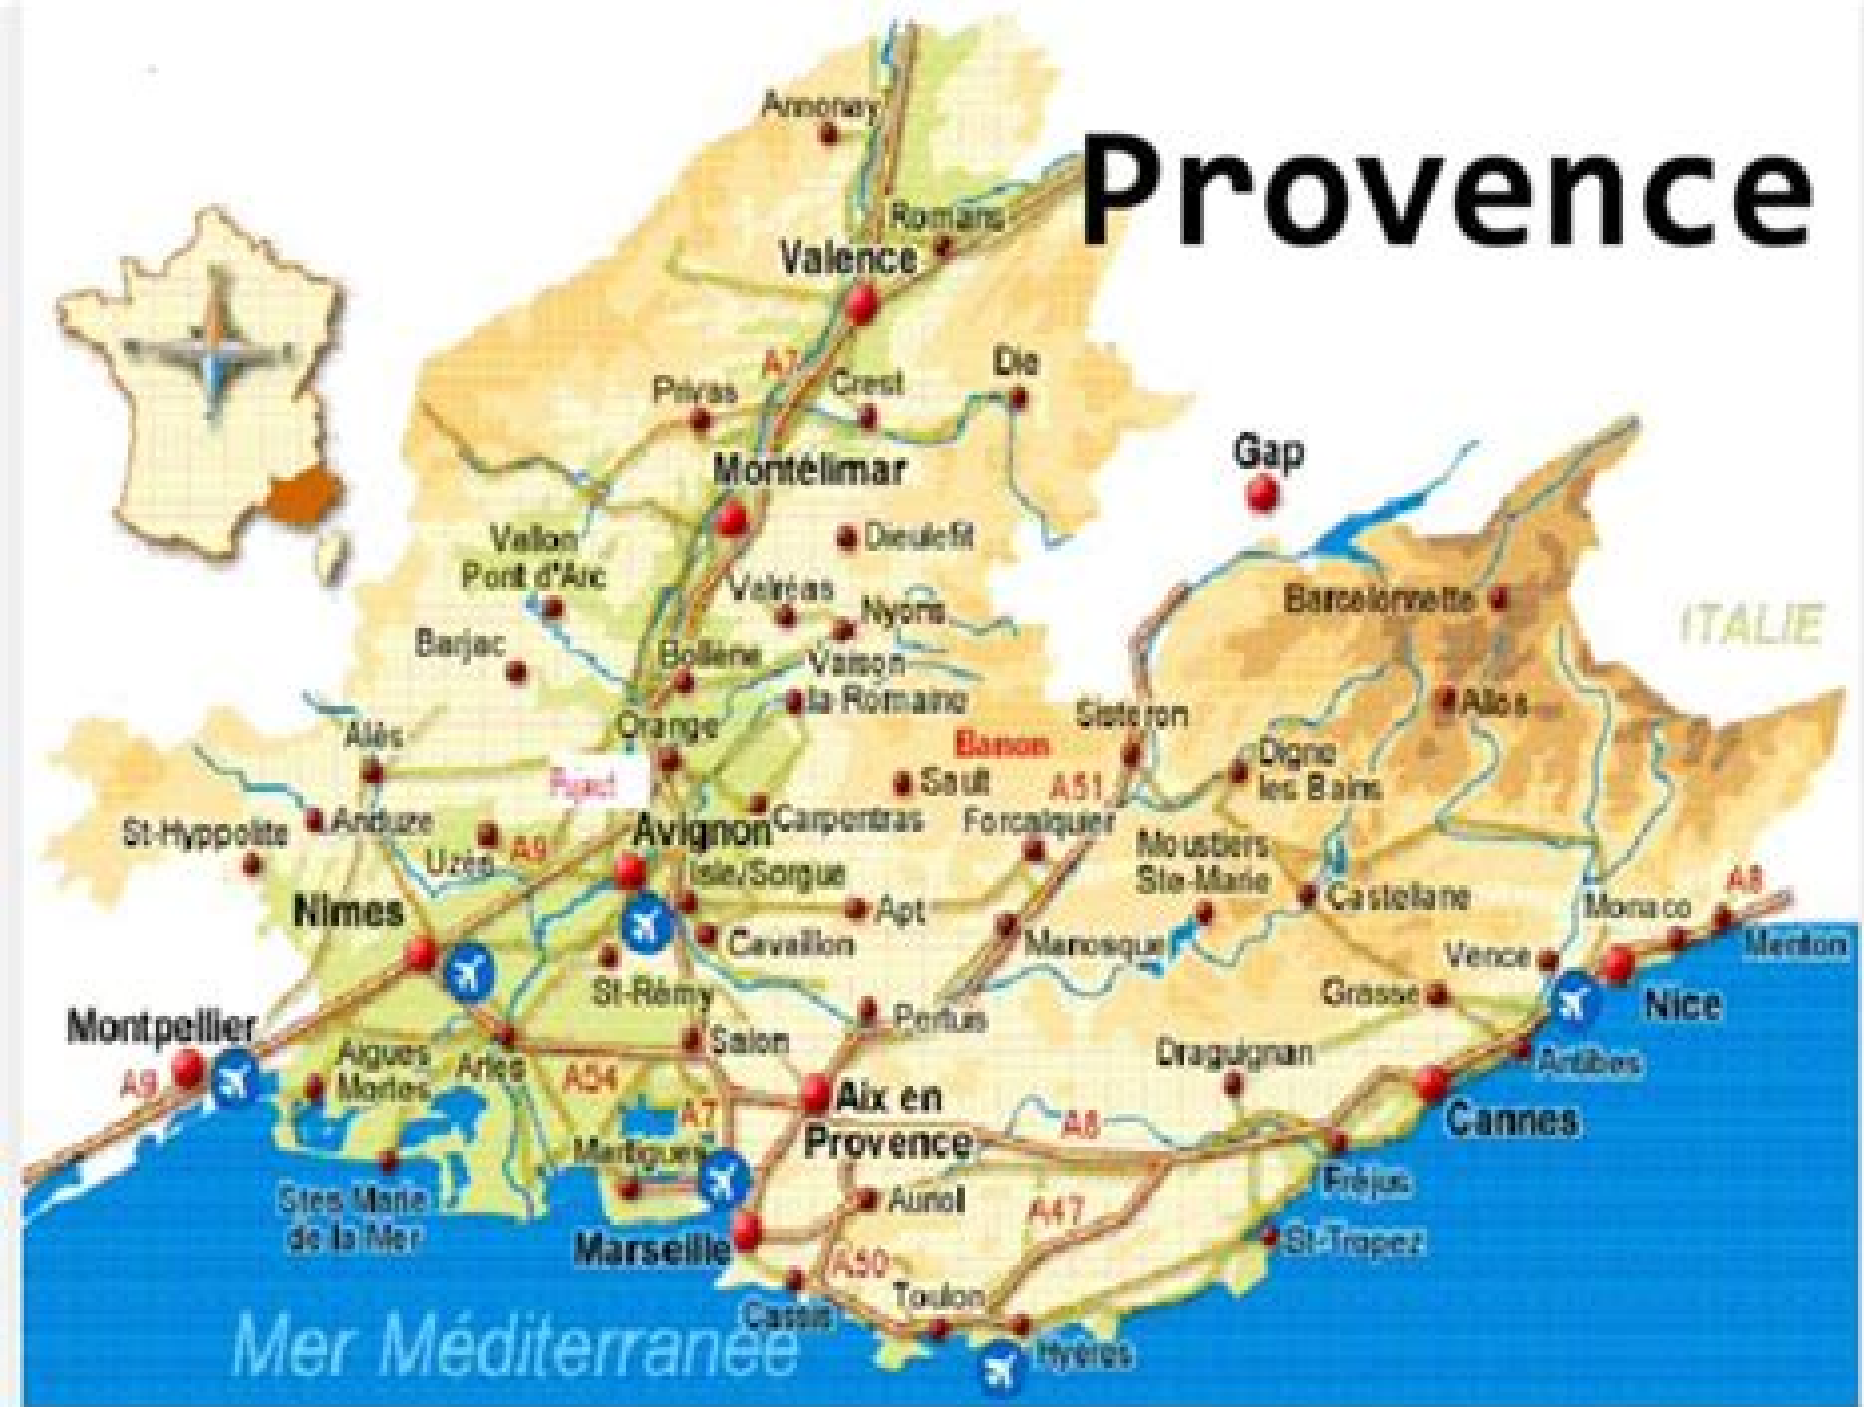 Provence
Annonay
Romans
Valence
A7
Die
Privas
Crest
Gap
Montélimar
Vallon
Pont d'Arc
Dieulefit
Valréas
Nyons
Barcelonnette
ITALIE
Barjac
Bollène
Vaison
la Romaine
Allos
Orange
Sisteron
Alès
Banon
Digne
les Bains
Sault
A51
St-Hyppolite
Anduze
Uzès
A9
Avignon
Carpentras
Forcalquier
Moustiers
Ste-Marie
Isle/Sorgue
Castellane
A8
Nimes
Apt
Monaco
Cavaillon
Manosque
Vence
Menton
St-Rémy
Grasse
Nice
Montpellier
Pertuis
Salon
Aigues
Mortes
Arles
Draguignan
Antibes
A9
A54
A7
Aix en
Provence
A8
Cannes
Martigues
Fréjus
Stes Marie
de la Mer
Auriol
A47
Marseille
St-Tropez
A50
Toulon
Cassis
Hyères
Mer Méditerranée